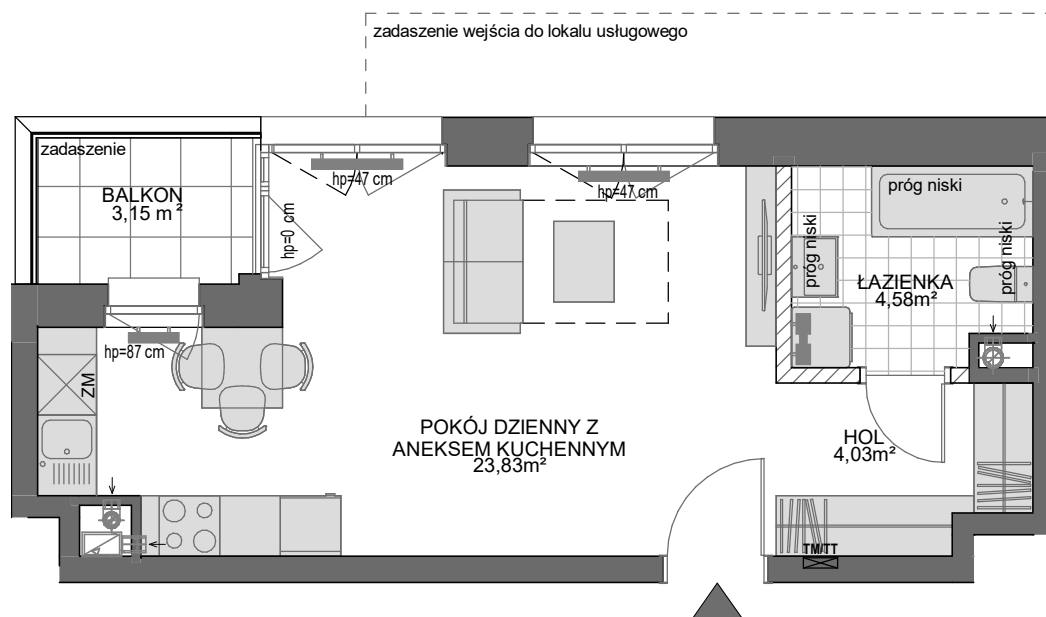 zadaszenie wejścia do lokalu usługowego
zadaszenie
BALKON
3,15 m²
hp=0 cm
hp=47 cm
hp=47 cm
próg niski
próg niski
próg niski
ŁAZIENKA
4,58m²
hp=87 cm
ZM
POKÓJ DZIENNY Z
ANEKSEM KUCHENNYM
23,83m²
HOL
4,03m²
TM/TT